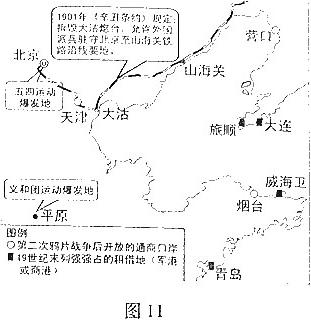 1901年《辛丑条约》规定:
拆毁大沽炮台,允许外国
派兵驻守北京至山海关铁
路沿线要地。
营口
北京
山海关
五四运动
爆发地
天津
大沽
旅顺
大连
义和团运动爆发地
威海卫
烟台
平原
图例
第二次鸦片战争后开放的通商口岸
19世纪末列强强占的租借地(军港
或商港)
青岛
图11